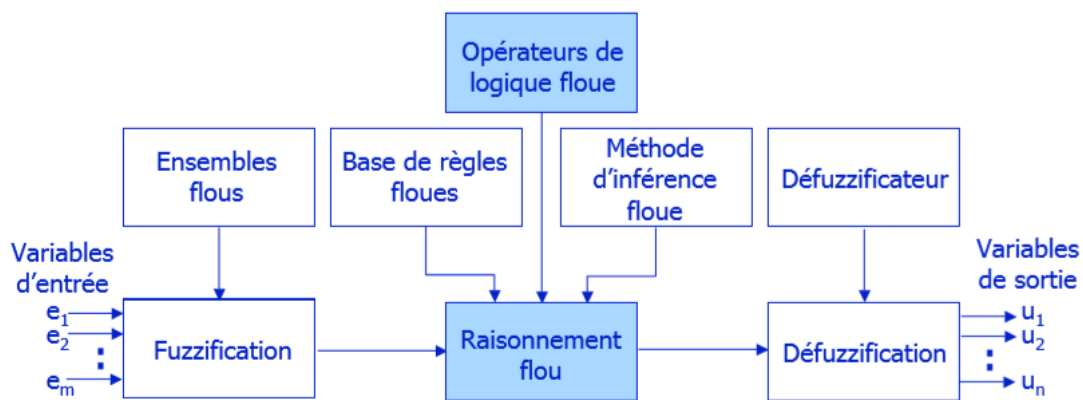 Opérateurs de
logique floue
Ensembles
flous
Base de règles
floues
Méthode
d'inférence
floue
Défuzzificateur
Variables
d'entrée
Variables
de sortie
e1
e2
⋮
em
Fuzzification
Raisonnement
flou
Défuzzification
u1
u2
⋮
un